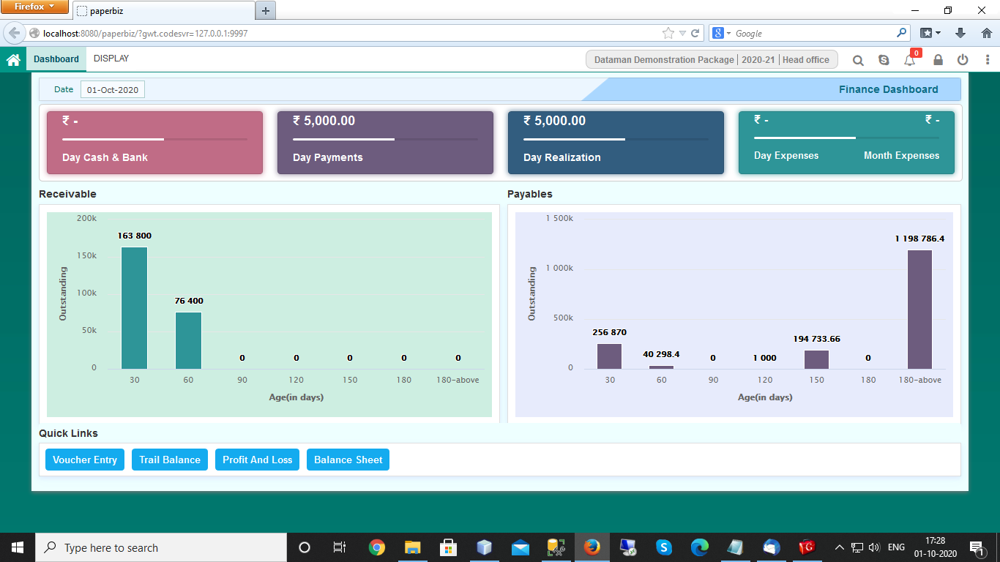 Firefox
paperbiz
localhost:8080/paperbiz/?gwt.codesvr=127.0.0.1:9997
Google
Dashboard
DISPLAY
Dataman Demonstration Package | 2020-21 | Head office
0
Date
01-Oct-2020
Finance Dashboard
₹ -
Day Cash & Bank
₹ 5,000.00
Day Payments
₹ 5,000.00
Day Realization
₹ - ₹ -
Day Expenses Month Expenses
Receivable
200k
150k
100k
50k
0
Outstanding
163 800
76 400
0 0 0 0 0
30 60 90 120 150 180 180-above
Age(in days)
Payables
1 500k
1 000k
500k
0
Outstanding
256 870
40 298.4
0
1 000
194 733.66
0
1 198 786.4
30 60 90 120 150 180 180-above
Age(in days)
Quick Links
Voucher Entry
Trail Balance
Profit And Loss
Balance Sheet
Type here to search
ENG
17:28
01-10-2020
1